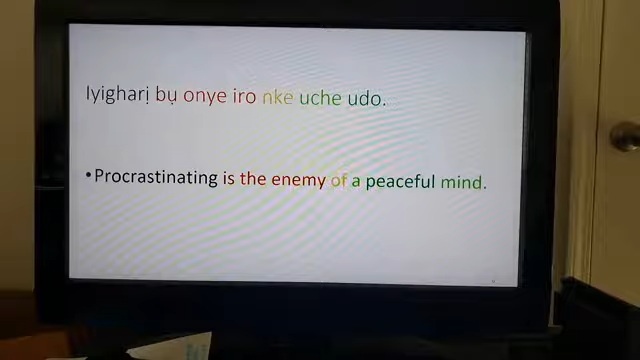 Iyigharị bụ onye iro nke uche udo.
•Procrastinating is the enemy of a peaceful mind.